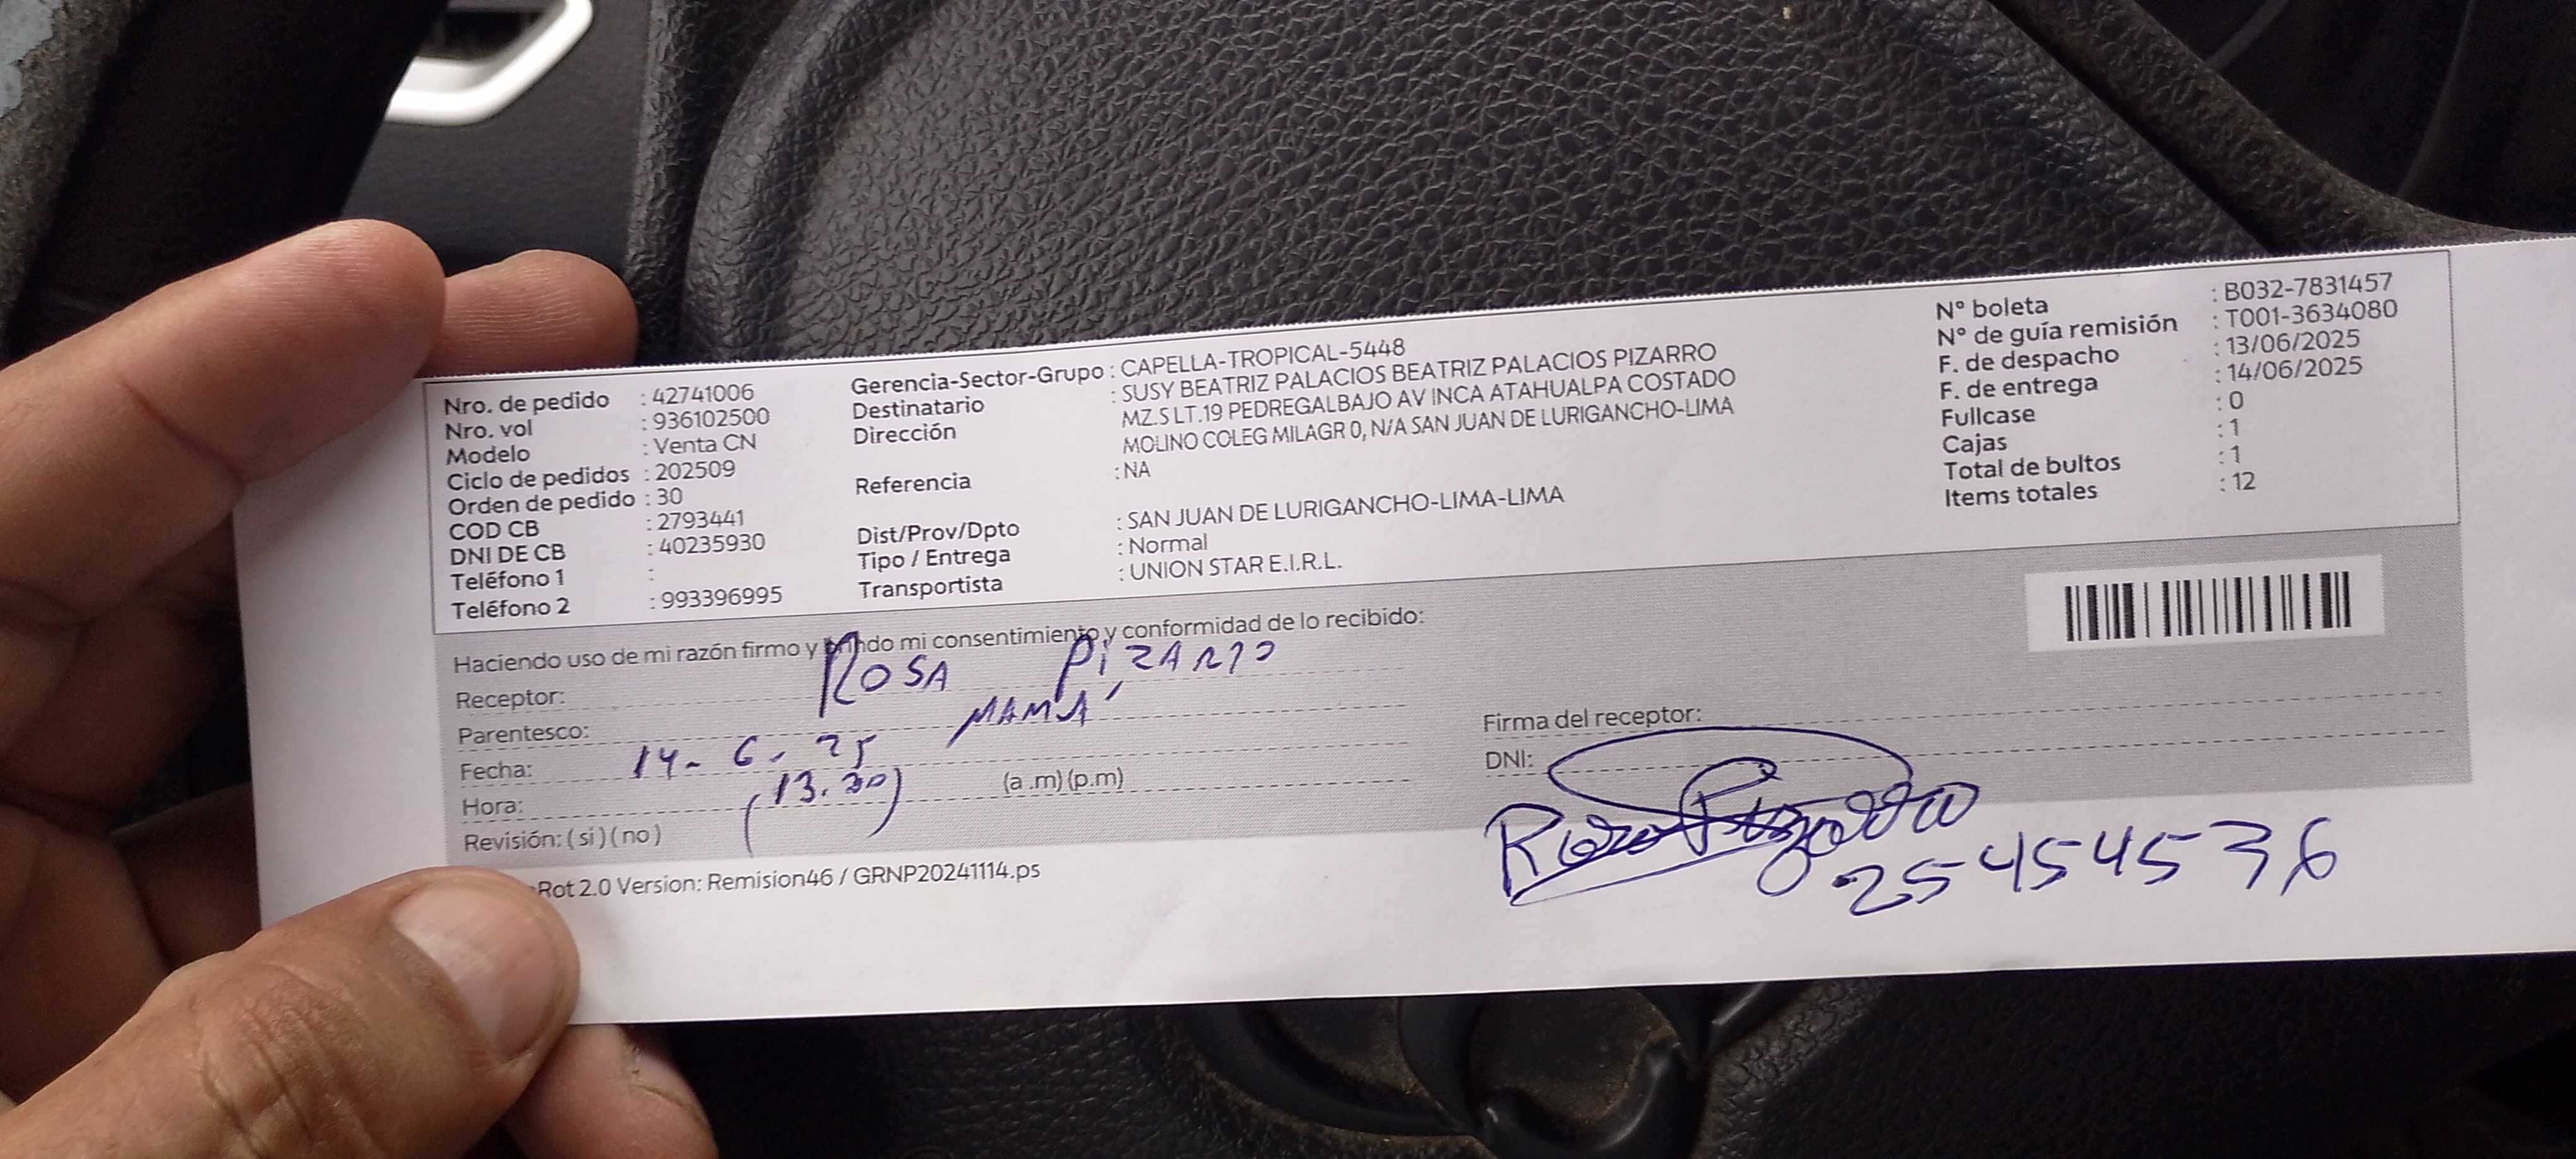 Nro. de pedido : 42741006
Nro. vol : 936102500
Modelo : Venta CN
Ciclo de pedidos : 202509
Orden de pedido : 30
COD CB : 2793441
DNI DE CB : 40235930
Teléfono 1 :
Teléfono 2 : 993396995
Gerencia-Sector-Grupo : CAPELLA-TROPICAL-5448
Destinatario : SUSY BEATRIZ PALACIOS BEATRIZ PALACIOS PIZARRO
Dirección MZ.S LT.19 PEDREGALBAJO AV INCA ATAHUALPA COSTADO
MOLINO COLEG MILAGR 0, N/A SAN JUAN DE LURIGANCHO-LIMA
Referencia : NA
Dist/Prov/Dpto : SAN JUAN DE LURIGANCHO-LIMA-LIMA
Tipo / Entrega : Normal
Transportista : UNION STAR E.I.R.L.
N° boleta : B032-7831457
N° de guía remisión : T001-3634080
F. de despacho : 13/06/2025
F. de entrega : 14/06/2025
Fullcase : 0
Cajas : 1
Total de bultos : 1
Items totales : 12
Haciendo uso de mi razón firmo y brindo mi consentimiento y conformidad de lo recibido:
Receptor: ROSA PIZARRO
Parentesco: MAMÁ
Fecha: 14-6-25
Hora: (13.30) (a.m)(p.m)
Revisión: (si)(no)
Firma del receptor:
DNI:
Rosa Pizarro
25454536
Rot 2.0 Version: Remision46 / GRNP20241114.ps